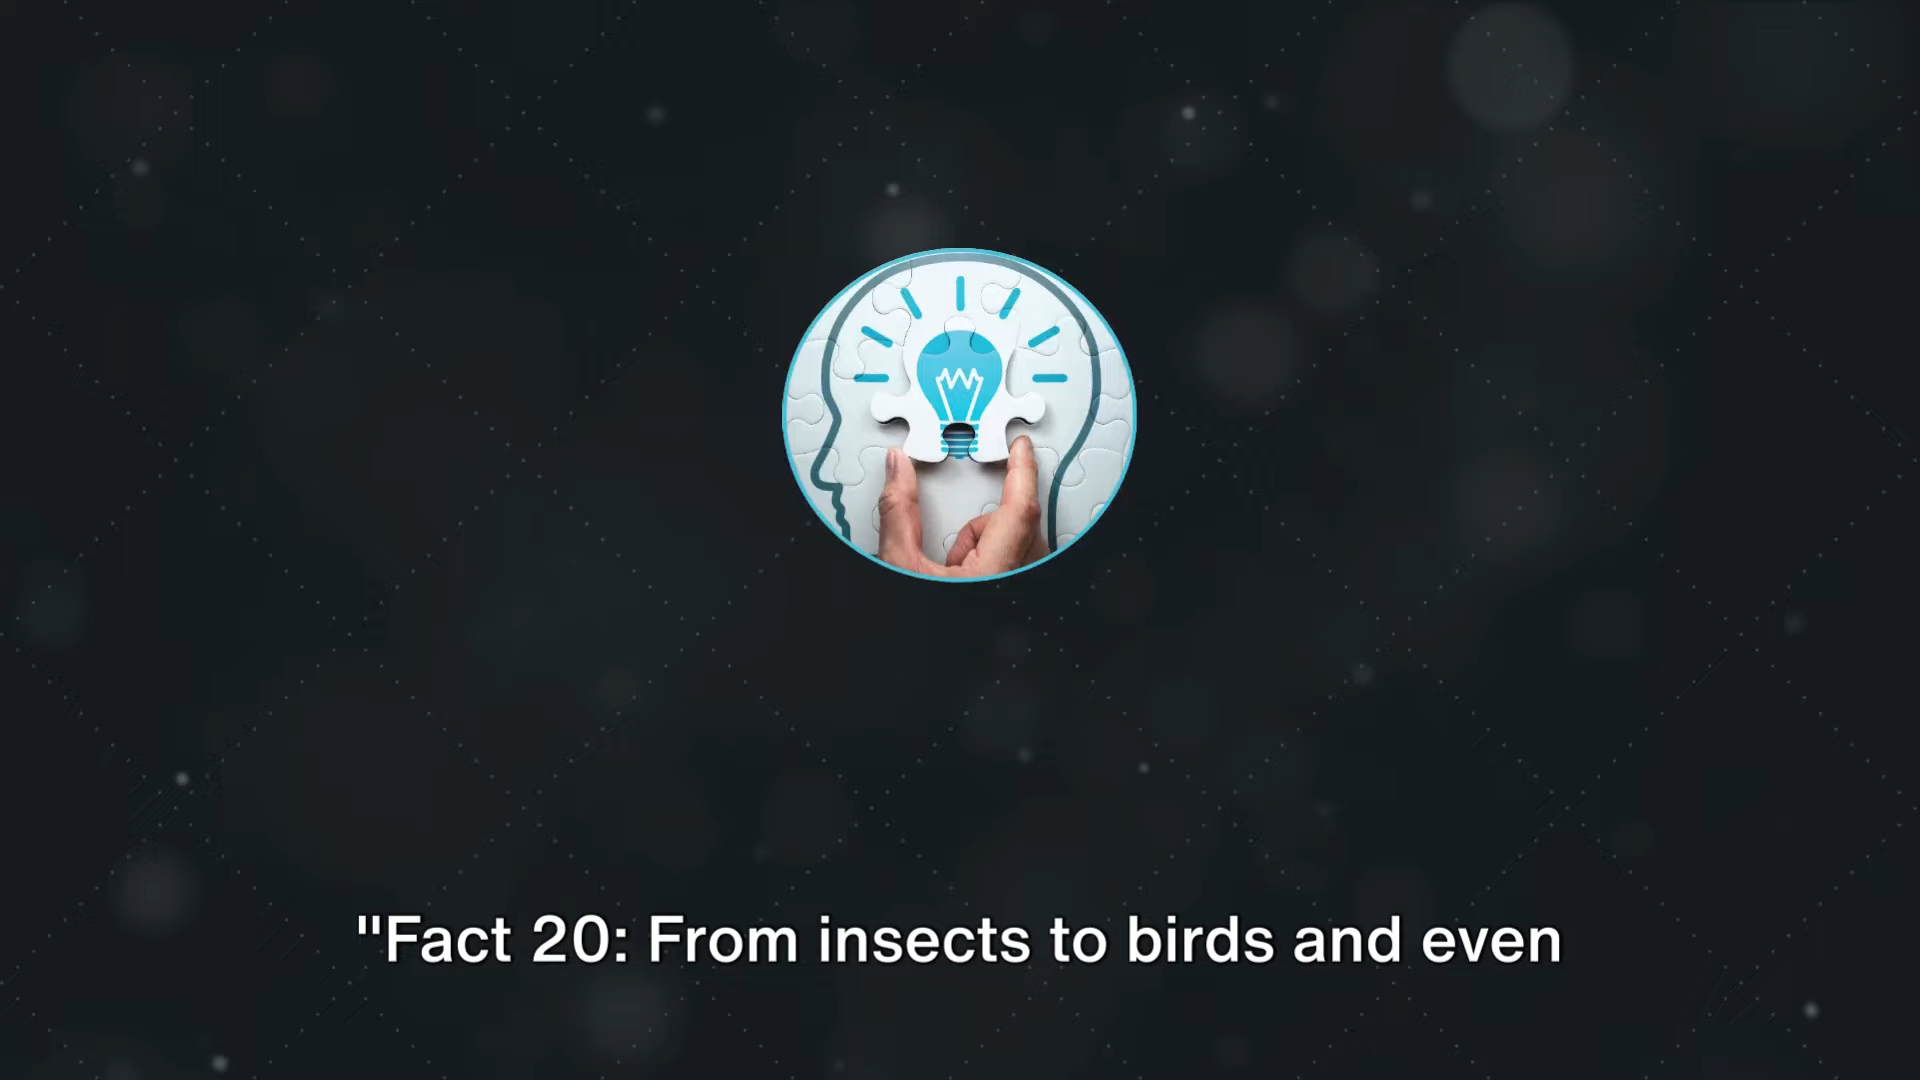 "Fact 20: From insects to birds and even